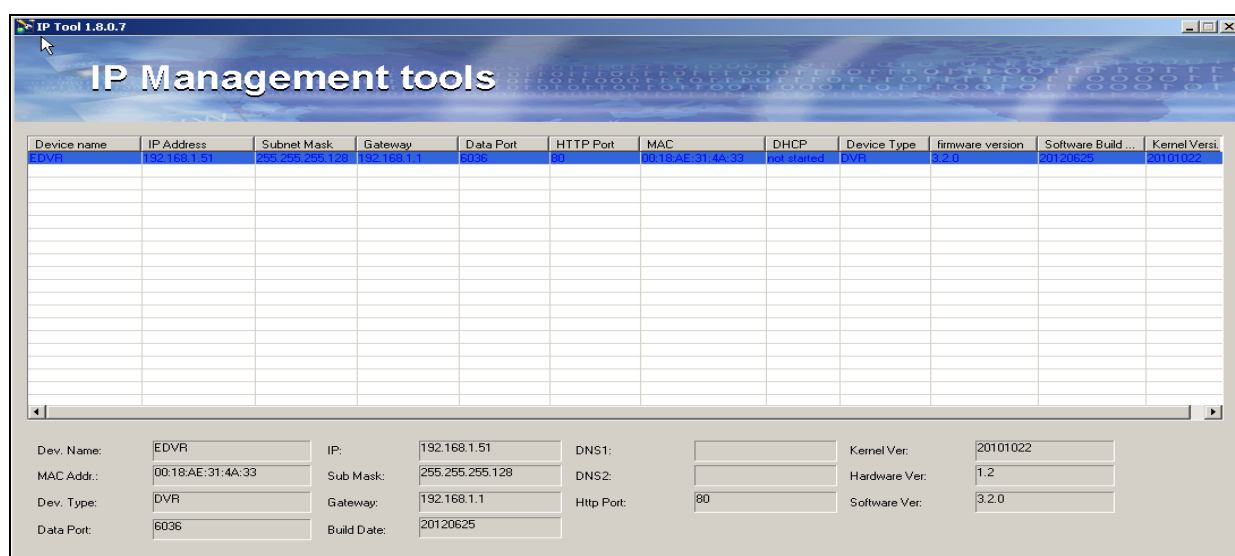 IP Tool 1.8.0.7
IP Management tools
Device name IP Address Subnet Mask Gateway Data Port HTTP Port MAC DHCP Device Type firmware version Software Build ... Kernel Versi.
EDVR 192.168.1.51 255.255.255.128 192.168.1.1 6036 80 00:18:AE:31:4A:33 not started DVR 3.2.0 20120625 20101022
Dev. Name: EDVR IP: 192.168.1.51 DNS1: Kernel Ver: 20101022
MAC Addr.: 00:18:AE:31:4A:33 Sub Mask: 255.255.255.128 DNS2: Hardware Ver: 1.2
Dev. Type: DVR Gateway: 192.168.1.1 Http Port: 80 Software Ver: 3.2.0
Data Port: 6036 Build Date: 20120625